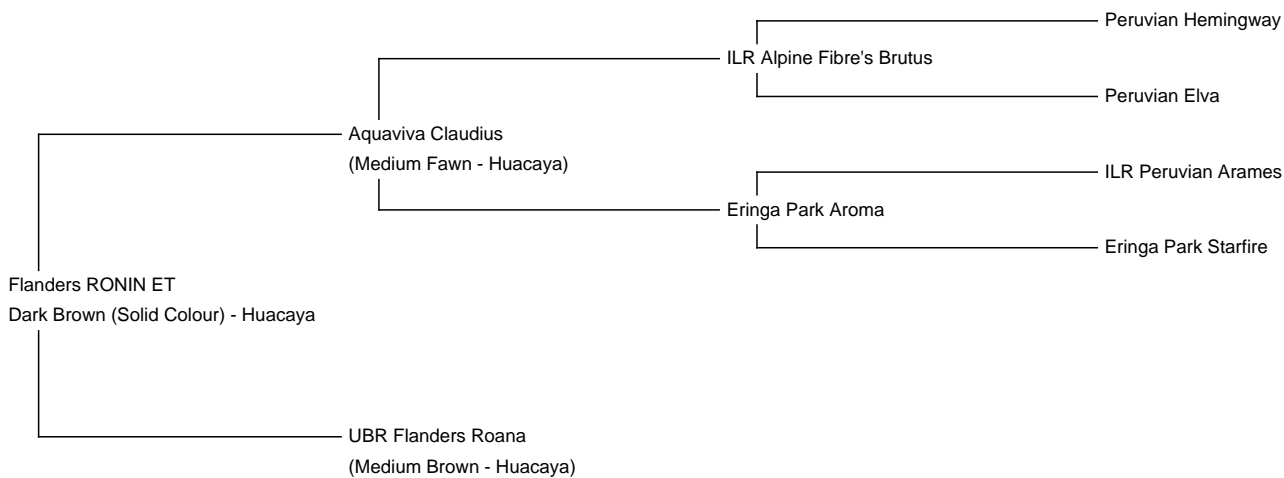 Peruvian Hemingway
ILR Alpine Fibre's Brutus
Peruvian Elva
Aquaviva Claudius
(Medium Fawn - Huacaya)
ILR Peruvian Arames
Eringa Park Aroma
Eringa Park Starfire
Flanders RONIN ET
Dark Brown (Solid Colour) - Huacaya
UBR Flanders Roana
(Medium Brown - Huacaya)